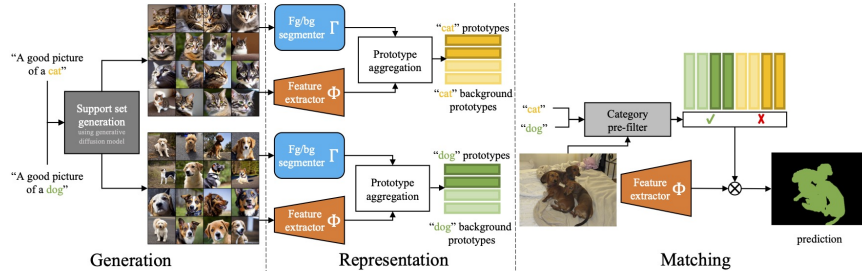 "A good picture
of a cat"
Support set
generation
using generative
diffusion model
"A good picture
of a dog"
Generation
Fg/bg
segmenter Γ
Feature
extractor Φ
Prototype
aggregation
"cat" prototypes
"cat" background
prototypes
Fg/bg
segmenter Γ
Feature
extractor Φ
Prototype
aggregation
"dog" prototypes
"dog" background
prototypes
Representation
"cat"
"dog"
Category
pre-filter
✓ ✗
Feature
extractor Φ
prediction
Matching